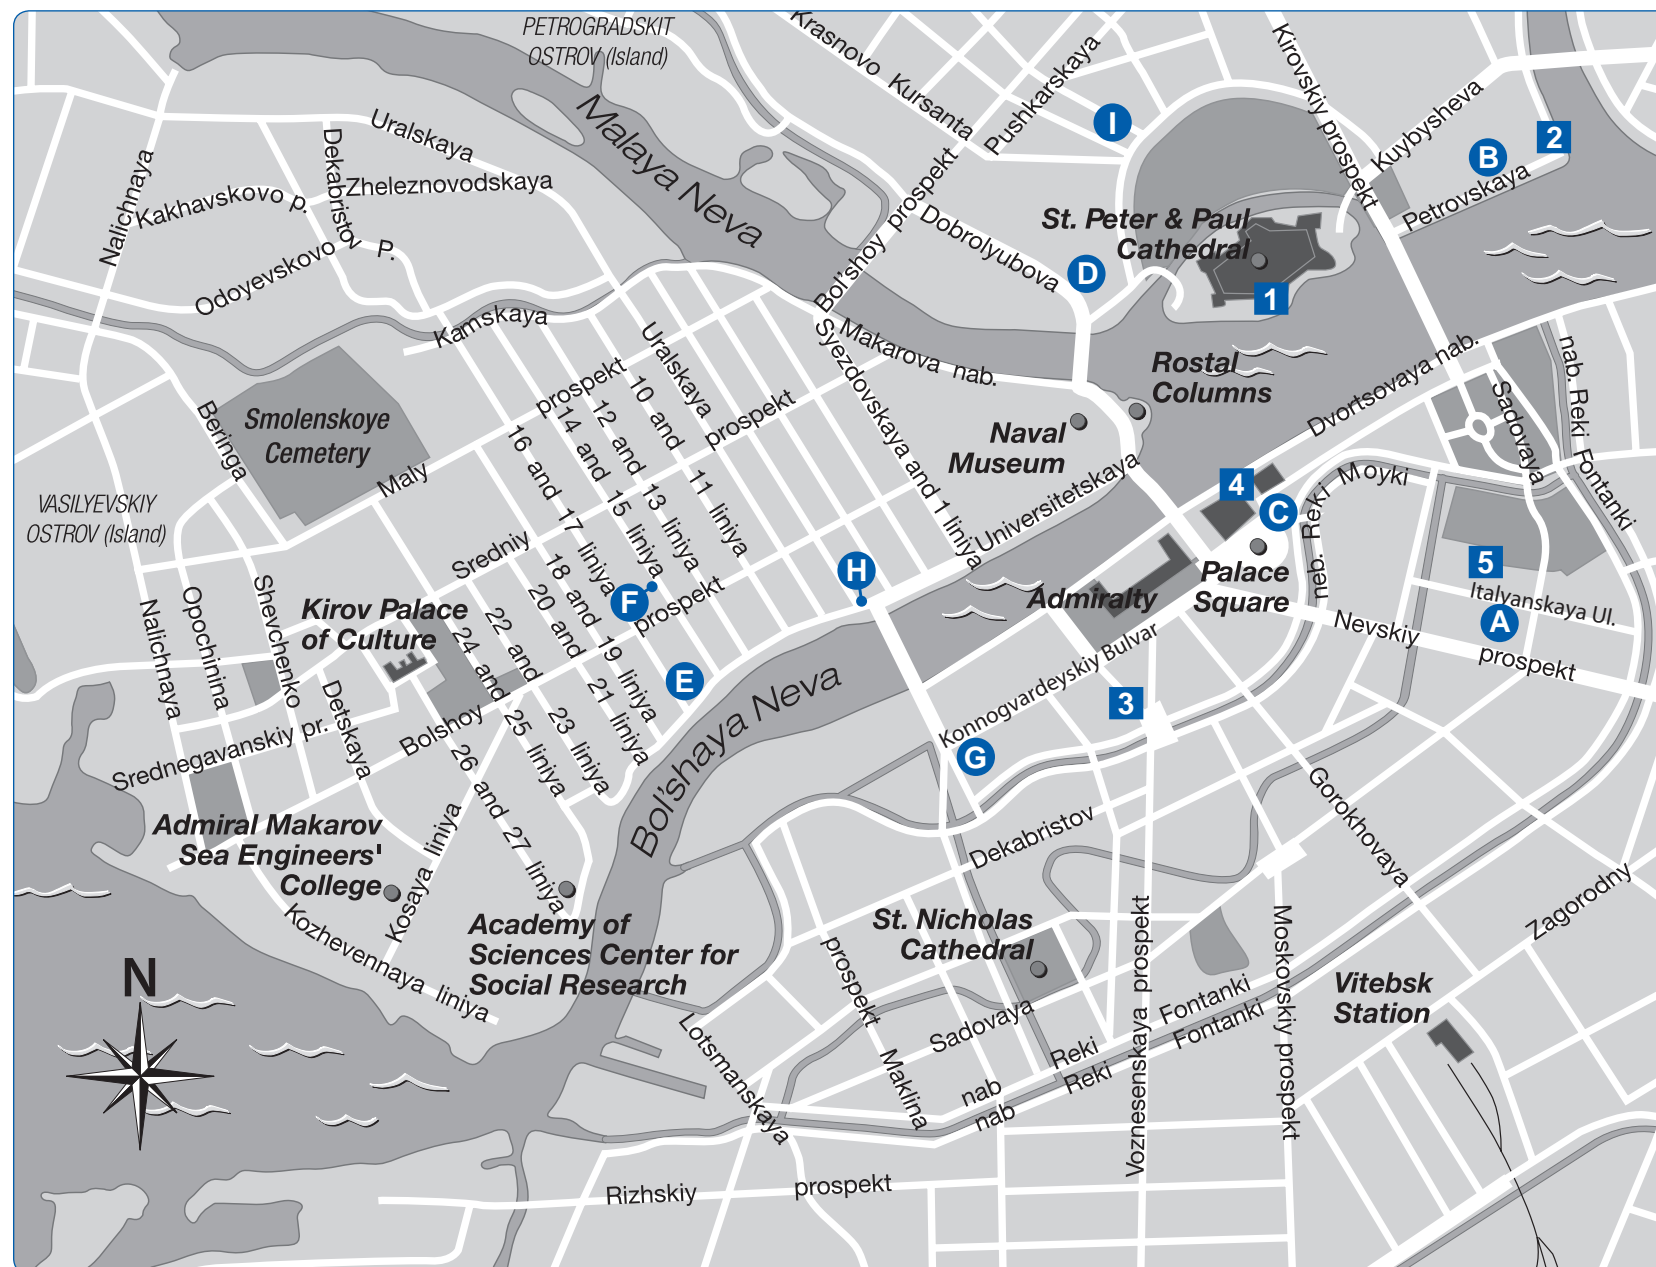 PETROGRADSKIT
OSTROV (Island)
Krasnovo Kursanta
Pushkarskaya
Kirovskiy prospekt
Kuybysheva
I
2
B
Petrovskaya
Malaya Neva
Uralskaya
Dekabristov P.
Zheleznovodskaya
Nalichnaya
Kakhavskovo p.
Odoyevskovo
Bol'shoy prospekt
Dobrolyubova
St. Peter & Paul
Cathedral
D
1
Kamskaya
Uralskaya
Makarova nab.
Rostal
Columns
Dvortsovaya nab.
Sadovaya
nab. Reki Fontanki
Syezdovskaya and 1 liniya
Smolenskoye
Cemetery
Beringa
Maly prospekt
10 and 11 liniya
12 and 13 liniya
14 and 15 liniya
16 and 17 liniya
Naval
Museum
Universitetskaya
4
C
neb. Reki Moyki
VASILYEVSKIY
OSTROV (Island)
Sredniy prospekt
18 and 19 liniya
20 and 21 liniya
22 and 23 liniya
24 and 25 liniya
26 and 27 liniya
F
H
Palace
Square
Admiralty
5
Italyanskaya Ul.
A
Nevskiy prospekt
Nalichnaya
Opochinina
Shevchenko
Detskaya
Kirov Palace
of Culture
Bolshoy prospekt
E
Bol'shaya Neva
Konnogvardeyskiy Bulvar
3
G
Srednegavanskiy pr.
Gorokhovaya
Dekabristov
Admiral Makarov
Sea Engineers'
College
Kosaya liniya
Kozhevennaya liniya
Academy of
Sciences Center for
Social Research
St. Nicholas
Cathedral
Zagorodny
Vitebsk
Station
N
prospekt Maklina
Sadovaya
Voznesenskaya prospekt
Moskovskiy prospekt
nab Reki Fontanki
nab Reki Fontanki
Lotsmanskaya
Rizhskiy prospekt